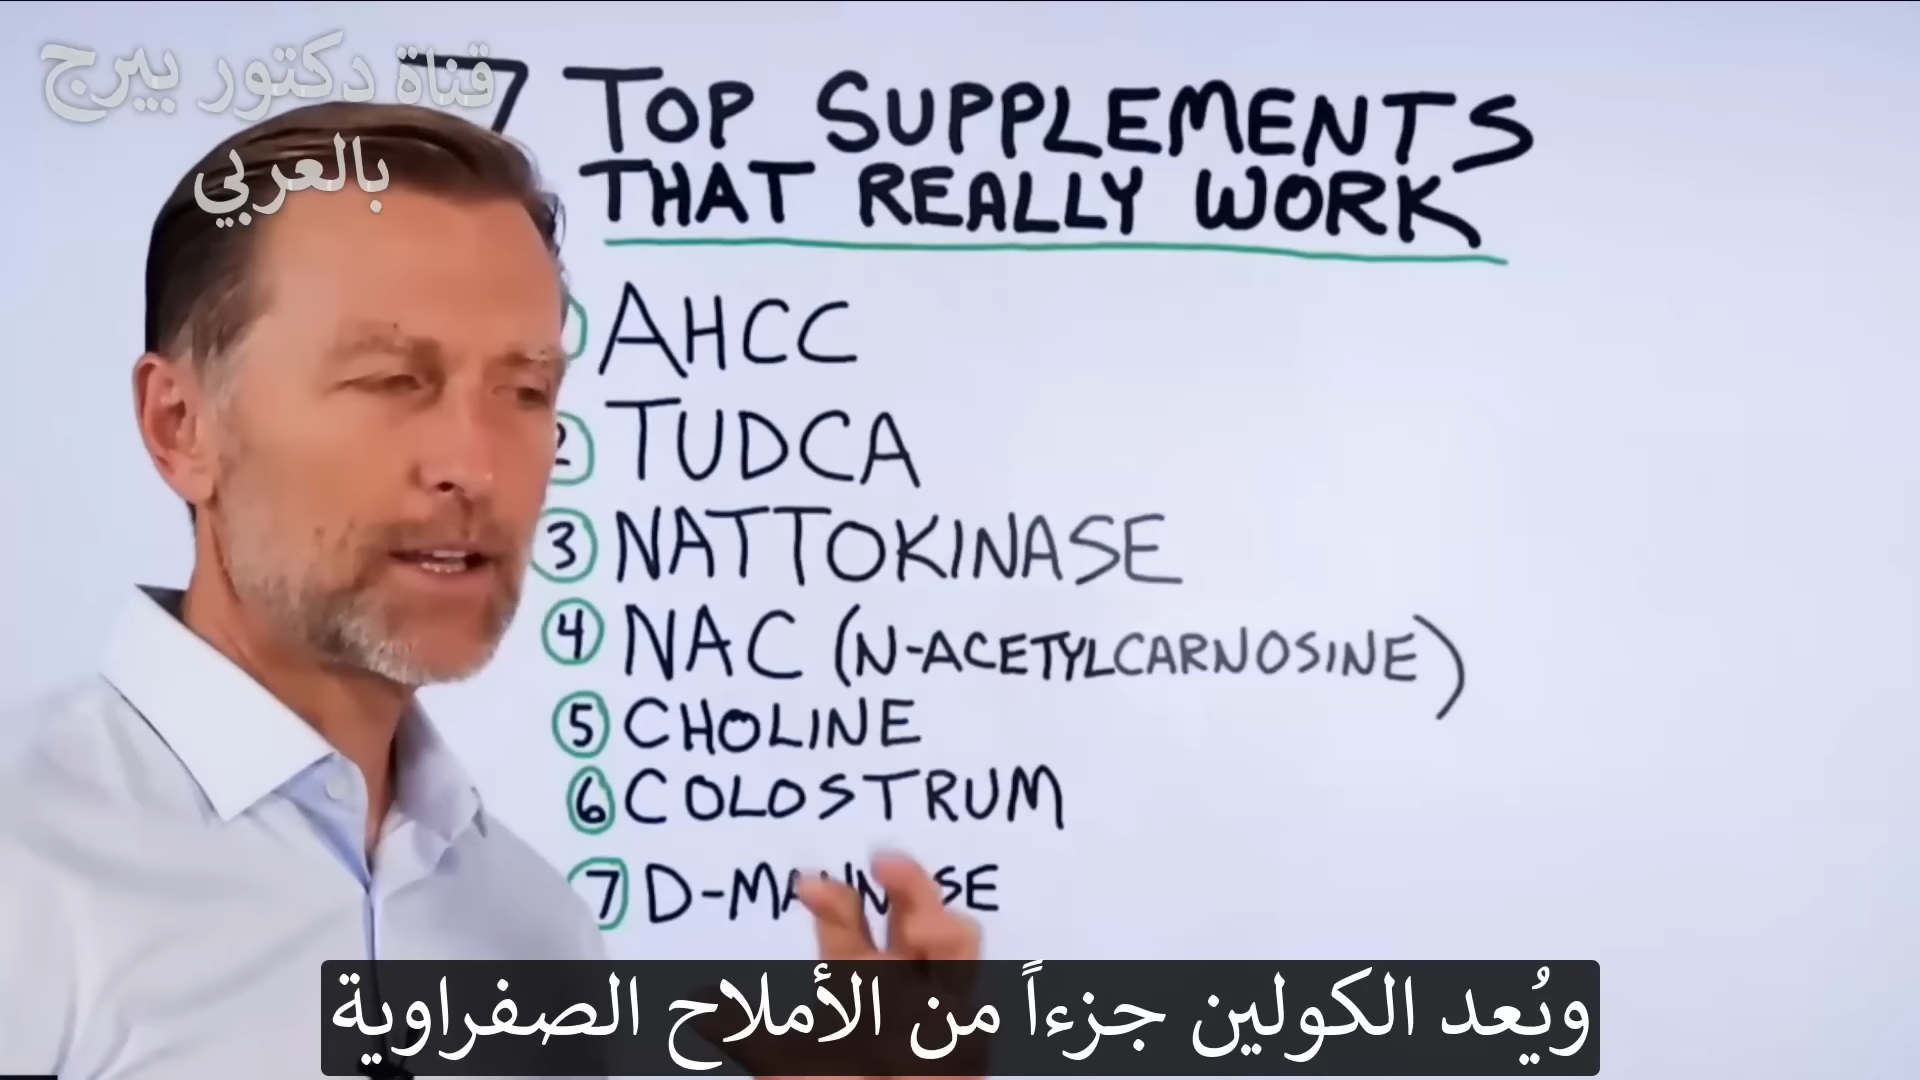 قناة دكتور بيرج
بالعربي
7 TOP SUPPLEMENTS
THAT REALLY WORK
AHCC
2 TUDCA
3 NATTOKINASE
4 NAC (N-ACETYLCARNOSINE)
5 CHOLINE
6 COLOSTRUM
7 D-MANNOSE
ويُعد الكولين جزءاً من الأملاح الصفراوية